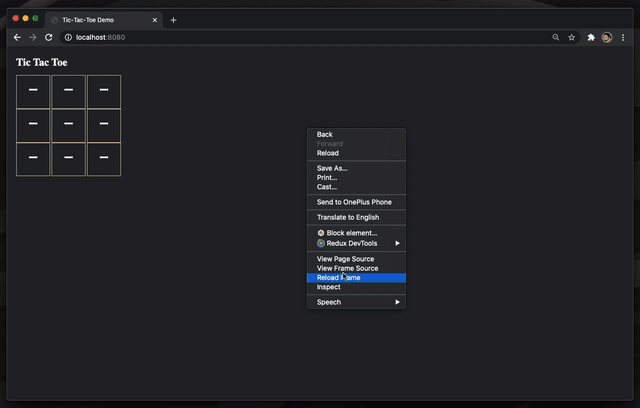 Tic-Tac-Toe Demo
localhost:8080
Tic Tac Toe
— — —
— — —
— — —
Back
Forward
Reload
Save As...
Print...
Cast...
Send to OnePlus Phone
Translate to English
Block element...
Redux DevTools
View Page Source
View Frame Source
Reload Frame
Inspect
Speech